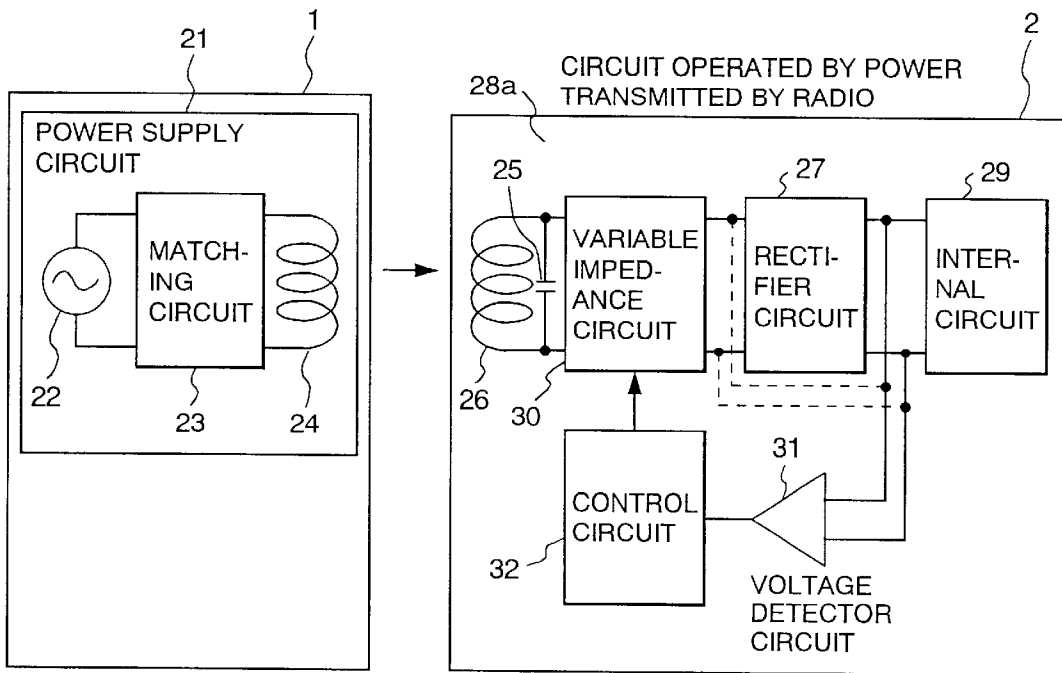 1
21
POWER SUPPLY
CIRCUIT
MATCH-
ING
CIRCUIT
22
23
24
2
CIRCUIT OPERATED BY POWER
TRANSMITTED BY RADIO
28a
25
27
29
VARIABLE
IMPED-
ANCE
CIRCUIT
RECTI-
FIER
CIRCUIT
INTER-
NAL
CIRCUIT
26
30
31
CONTROL
CIRCUIT
32
VOLTAGE
DETECTOR
CIRCUIT